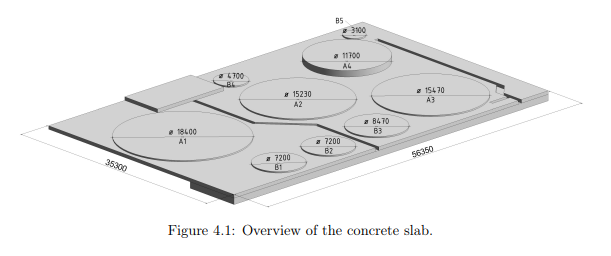 B5
ø 3100
ø 11700
A4
ø 4700
B4
ø 15230
A2
ø 15470
A3
ø 18400
A1
ø 8470
B3
ø 7200
B2
ø 7200
B1
35300
56350
Figure 4.1: Overview of the concrete slab.